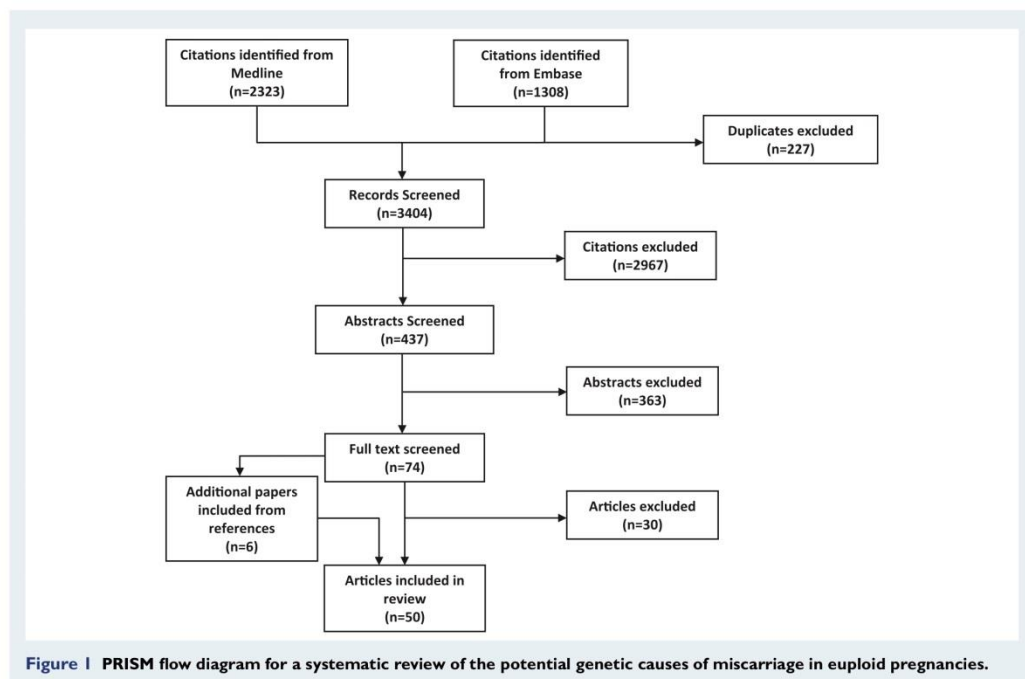 Citations identified from
Medline
(n=2323)
Citations identified
from Embase
(n=1308)
Duplicates excluded
(n=227)
Records Screened
(n=3404)
Citations excluded
(n=2967)
Abstracts Screened
(n=437)
Abstracts excluded
(n=363)
Full text screened
(n=74)
Additional papers
included from
references
(n=6)
Articles excluded
(n=30)
Articles included in
review
(n=50)
Figure 1 PRISM flow diagram for a systematic review of the potential genetic causes of miscarriage in euploid pregnancies.